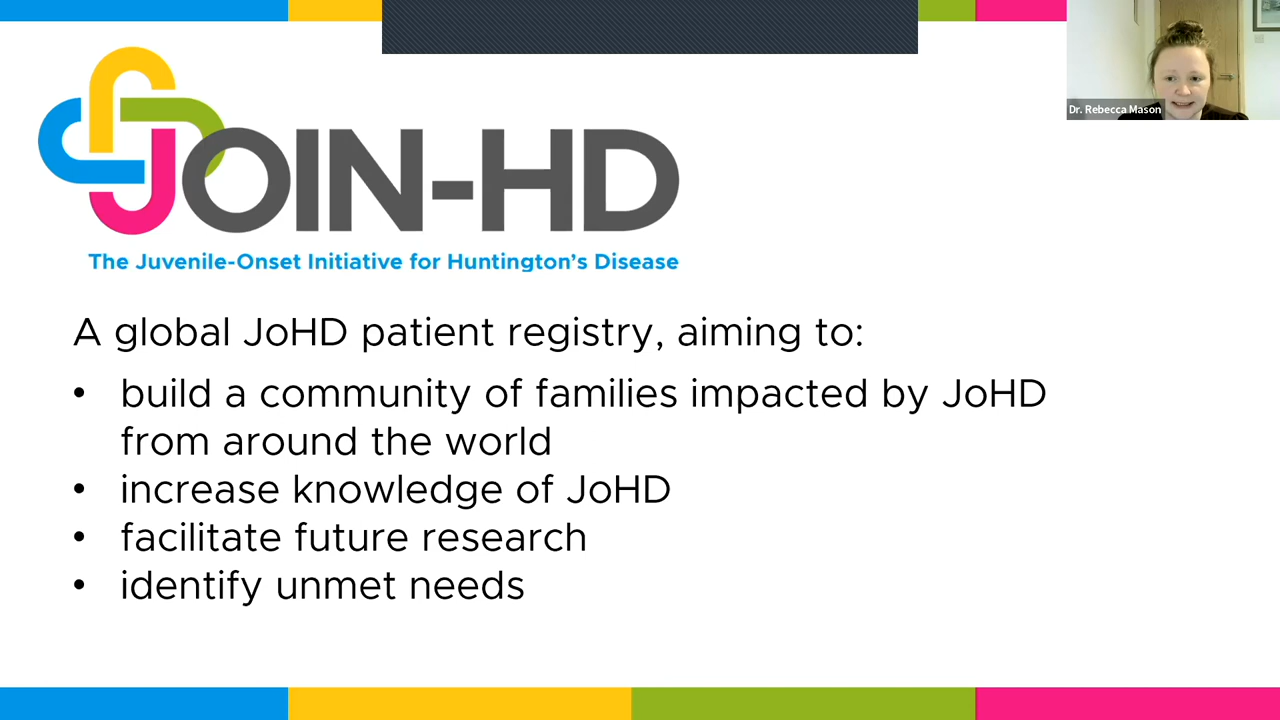 JOIN-HD
The Juvenile-Onset Initiative for Huntington's Disease
Dr. Rebecca Mason
A global JoHD patient registry, aiming to:
• build a community of families impacted by JoHD
from around the world
• increase knowledge of JoHD
• facilitate future research
• identify unmet needs